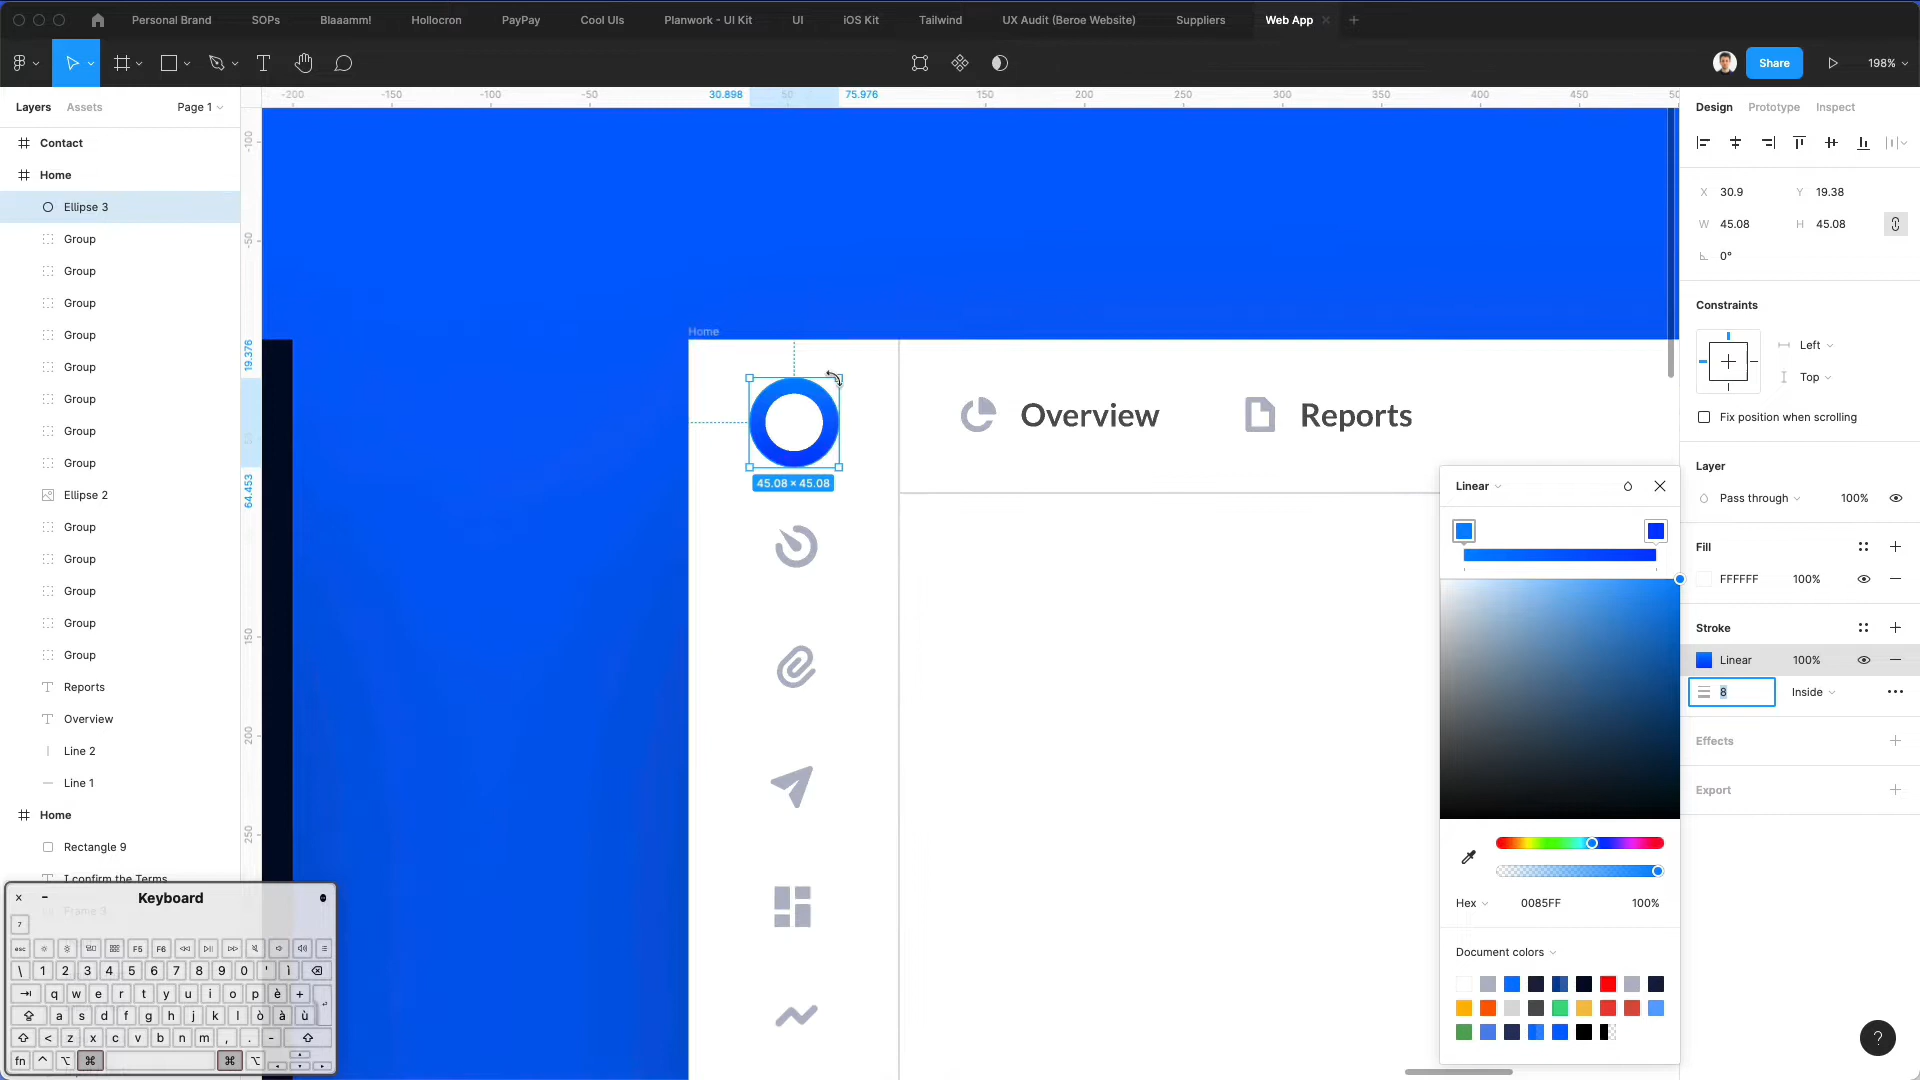 Personal Brand SOPs Blaaamm! Hollocron PayPay Cool UIs Planwork - UI Kit UI iOS Kit Tailwind UX Audit (Beroe Website) Suppliers Web App
Share 198%
Layers Assets Page 1
Contact
Home
Ellipse 3
Group
Group
Group
Group
Group
Group
Group
Group
Ellipse 2
Group
Group
Group
Group
Group
Reports
Overview
Line 2
Line 1
Home
Rectangle 9
I confirm the Terms
Frame 3
-200 -150 -100 -50 30.898 50 75.976 150 200 250 300 350 400 450
-100
-50
19.376
64.453
150
200
250
Home
45.08 × 45.08
Overview Reports
Linear
Hex 0085FF 100%
Document colors
Design Prototype Inspect
X 30.9 Y 19.38
W 45.08 H 45.08
0°
Constraints
Left
Top
Fix position when scrolling
Layer
Pass through 100%
Fill
FFFFFF 100%
Stroke
Linear 100%
8 Inside
Effects
Export
?
x - Keyboard
7
esc F5 F6
\ 1 2 3 4 5 6 7 8 9 0 ' ì
q w e r t y u i o p è +
a s d f g h j k l ò à ù
< z x c v b n m , . -
fn ^ ⌥ ⌘ ⌘ ⌥